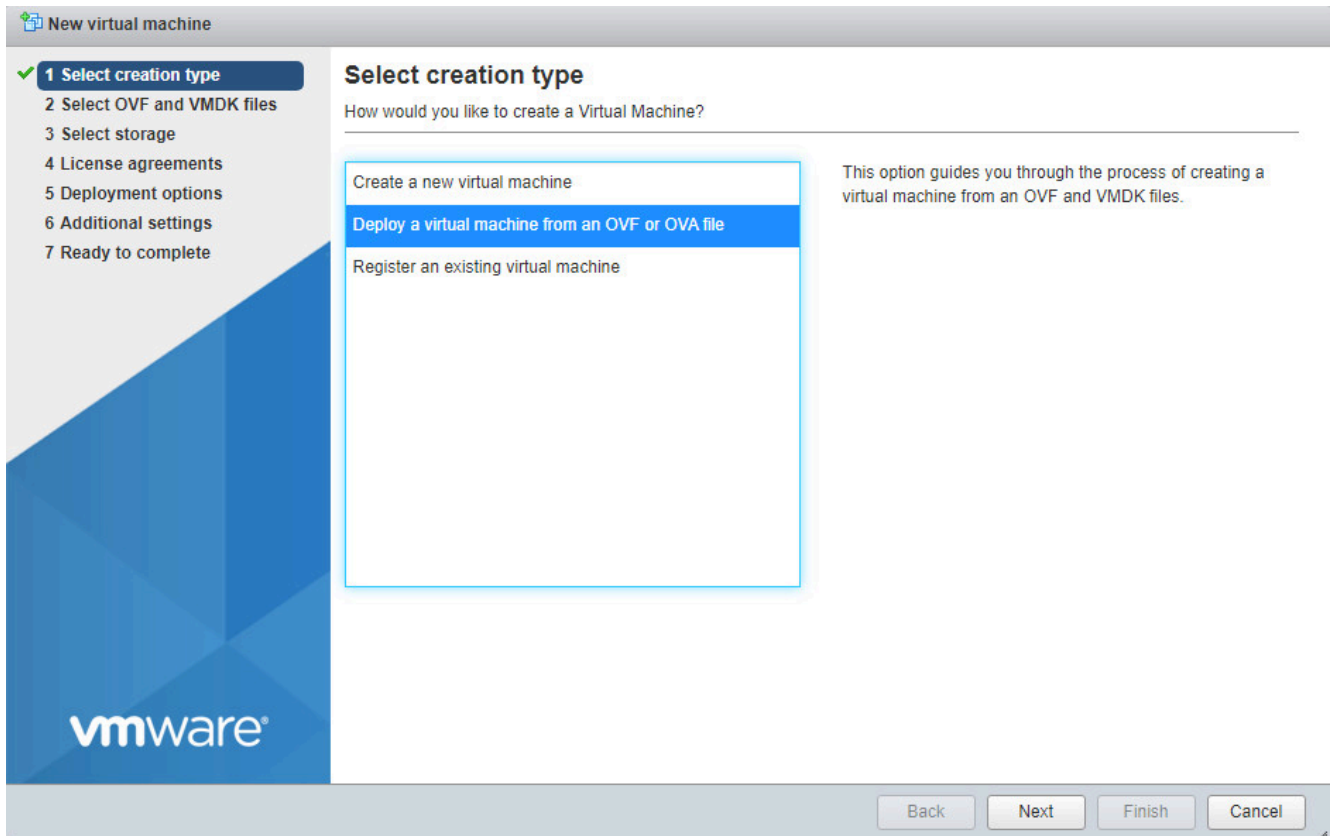 New virtual machine
1 Select creation type
2 Select OVF and VMDK files
3 Select storage
4 License agreements
5 Deployment options
6 Additional settings
7 Ready to complete
vmware®
Select creation type
How would you like to create a Virtual Machine?
Create a new virtual machine
Deploy a virtual machine from an OVF or OVA file
Register an existing virtual machine
This option guides you through the process of creating a
virtual machine from an OVF and VMDK files.
Back Next Finish Cancel